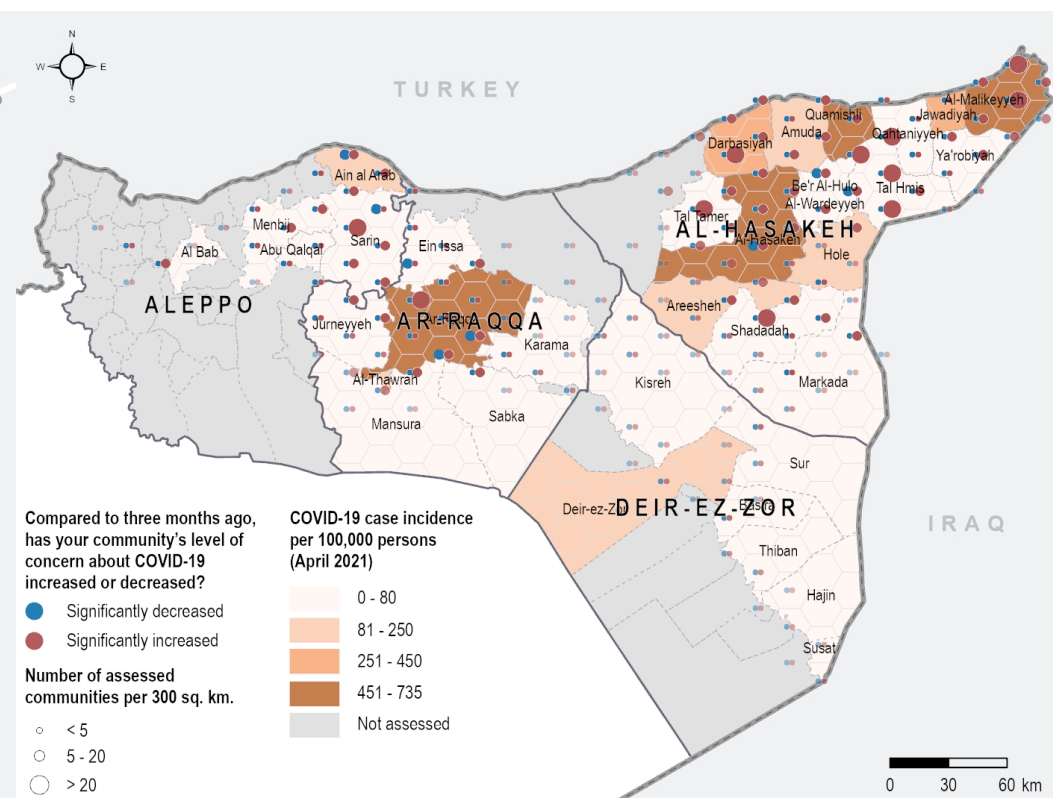 N
W
E
S
TURKEY
Al-Malikeyyeh
Quamishli
Jawadiyah
Amuda
Qahtaniyyeh
Darbasiyah
Ya'robiyah
Ain al Arab
Be'r Al-Hulo
Al-Wardeyyeh
Tal Hmis
Tal Tamer
Menbij
Sarin
AL-HASAKEH
Al-Hasakeh
Ein Issa
Abu Qalqal
Al Bab
Hole
ALEPPO
Areesheh
AR-RAQQA
Jurneyyeh
Shadadah
Karama
Al-Thawrah
Kisreh
Markada
Mansura
Sabka
Sur
Deir-ez-Zor
DEIR-EZ-ZOR
Basira
IRAQ
Thiban
Hajin
Susat
Compared to three months ago,
has your community's level of
concern about COVID-19
increased or decreased?
Significantly decreased
Significantly increased
Number of assessed
communities per 300 sq. km.
< 5
5 - 20
> 20
COVID-19 case incidence
per 100,000 persons
(April 2021)
0 - 80
81 - 250
251 - 450
451 - 735
Not assessed
0 30 60 km